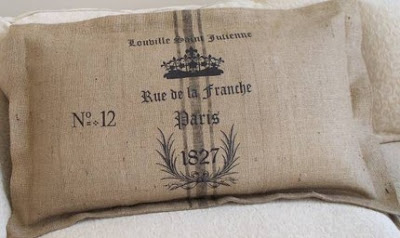 Louville Saint Julienne
Rue de la Franche
Nº 12 Paris
1827